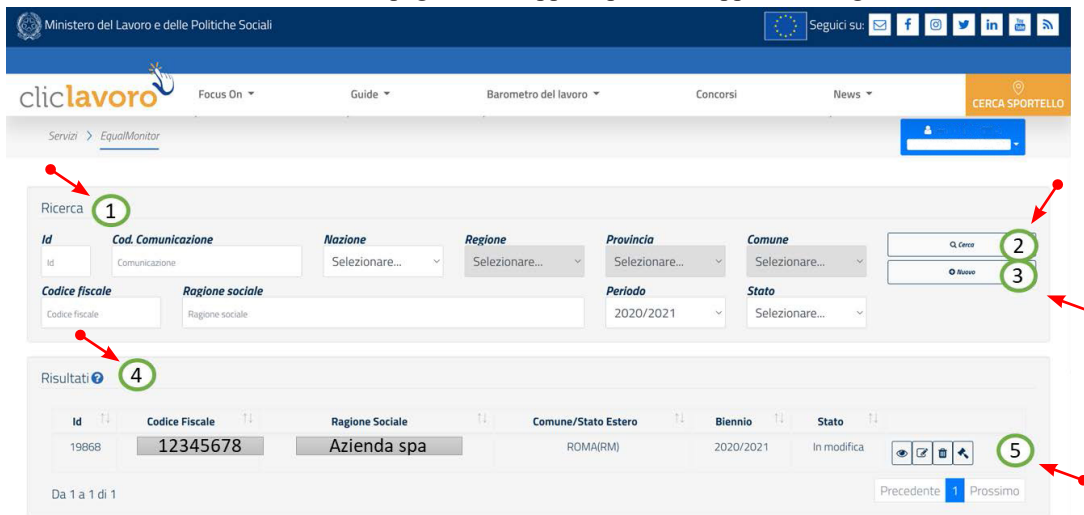 Ministero del Lavoro e delle Politiche Sociali Seguici su:
cliclavoro Focus On Guide Barometro del lavoro Concorsi News CERCA SPORTELLO
Servizi > EqualMonitor
Ricerca 1
Id Cod. Comunicazione Nazione Regione Provincia Comune
Id Comunicazione Selezionare... Selezionare... Selezionare... Selezionare... Cerca 2
Nuovo 3
Codice fiscale Ragione sociale Periodo Stato
Codice fiscale Ragione sociale 2020/2021 Selezionare...
Risultati ? 4
Id Codice Fiscale Ragione Sociale Comune/Stato Estero Biennio Stato
19868 12345678 Azienda spa ROMA(RM) 2020/2021 In modifica 5
Da 1 a 1 di 1 Precedente 1 Prossimo